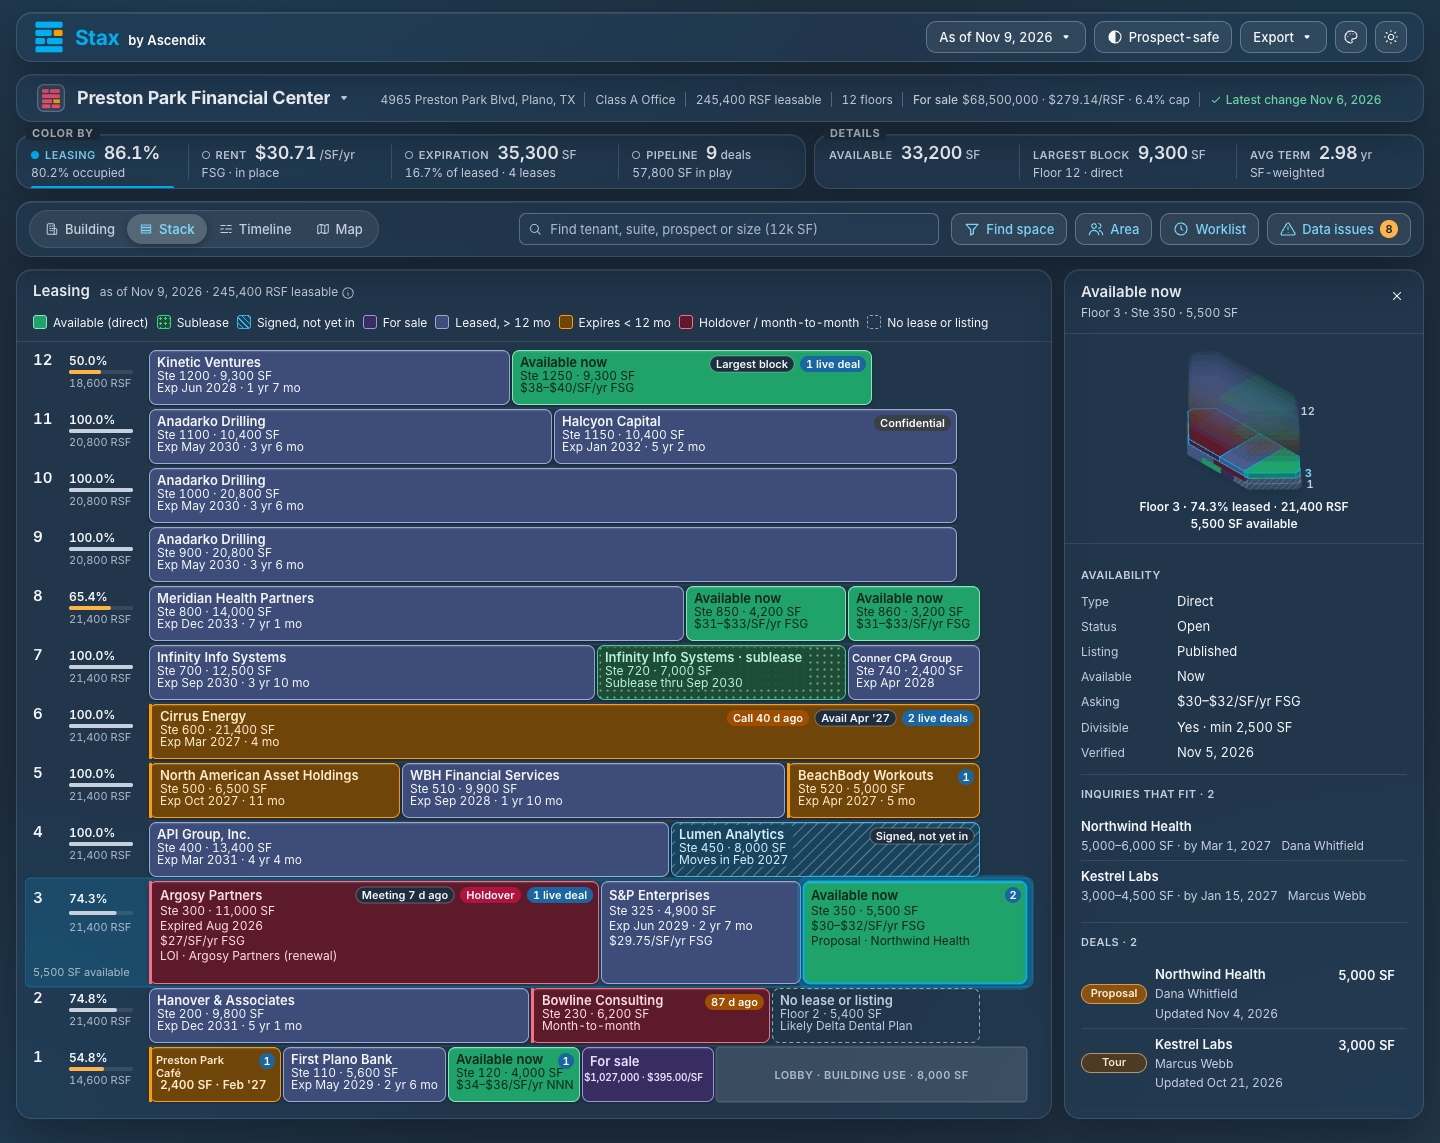 Stax by Ascendix
As of Nov 9, 2026
Prospect-safe
Export
Preston Park Financial Center
4965 Preston Park Blvd, Plano, TX
Class A Office
245,400 RSF leasable
12 floors
For sale $68,500,000 · $279.14/RSF · 6.4% cap
✓ Latest change Nov 6, 2026
COLOR BY
LEASING 86.1%
80.2% occupied
RENT $30.71 /SF/yr
FSG · in place
EXPIRATION 35,300 SF
16.7% of leased · 4 leases
PIPELINE 9 deals
57,800 SF in play
DETAILS
AVAILABLE 33,200 SF
LARGEST BLOCK 9,300 SF
Floor 12 · direct
AVG TERM 2.98 yr
SF-weighted
Building
Stack
Timeline
Map
Find tenant, suite, prospect or size (12k SF)
Find space
Area
Worklist
Data issues 8
Leasing as of Nov 9, 2026 · 245,400 RSF leasable
Available (direct)
Sublease
Signed, not yet in
For sale
Leased, > 12 mo
Expires < 12 mo
Holdover / month-to-month
No lease or listing
12
50.0%
18,600 RSF
Kinetic Ventures
Ste 1200 · 9,300 SF
Exp Jun 2028 · 1 yr 7 mo
Available now
Ste 1250 · 9,300 SF
$38–$40/SF/yr FSG
Largest block
1 live deal
11
100.0%
20,800 RSF
Anadarko Drilling
Ste 1100 · 10,400 SF
Exp May 2030 · 3 yr 6 mo
Halcyon Capital
Ste 1150 · 10,400 SF
Exp Jan 2032 · 5 yr 2 mo
Confidential
10
100.0%
20,800 RSF
Anadarko Drilling
Ste 1000 · 20,800 SF
Exp May 2030 · 3 yr 6 mo
9
100.0%
20,800 RSF
Anadarko Drilling
Ste 900 · 20,800 SF
Exp May 2030 · 3 yr 6 mo
8
65.4%
21,400 RSF
Meridian Health Partners
Ste 800 · 14,000 SF
Exp Dec 2033 · 7 yr 1 mo
Available now
Ste 850 · 4,200 SF
$31–$33/SF/yr FSG
Available now
Ste 860 · 3,200 SF
$31–$33/SF/yr FSG
7
100.0%
21,400 RSF
Infinity Info Systems
Ste 700 · 12,500 SF
Exp Sep 2030 · 3 yr 10 mo
Infinity Info Systems · sublease
Ste 720 · 7,000 SF
Sublease thru Sep 2030
Conner CPA Group
Ste 740 · 2,400 SF
Exp Apr 2028
6
100.0%
21,400 RSF
Cirrus Energy
Ste 600 · 21,400 SF
Exp Mar 2027 · 4 mo
Call 40 d ago
Avail Apr '27
2 live deals
5
100.0%
21,400 RSF
North American Asset Holdings
Ste 500 · 6,500 SF
Exp Oct 2027 · 11 mo
WBH Financial Services
Ste 510 · 9,900 SF
Exp Sep 2028 · 1 yr 10 mo
BeachBody Workouts
Ste 520 · 5,000 SF
Exp Apr 2027 · 5 mo
1
4
100.0%
21,400 RSF
API Group, Inc.
Ste 400 · 13,400 SF
Exp Mar 2031 · 4 yr 4 mo
Lumen Analytics
Ste 450 · 8,000 SF
Moves in Feb 2027
Signed, not yet in
3
74.3%
21,400 RSF
5,500 SF available
Argosy Partners
Ste 300 · 11,000 SF
Expired Aug 2026
$27/SF/yr FSG
LOI · Argosy Partners (renewal)
Meeting 7 d ago
Holdover
1 live deal
S&P Enterprises
Ste 325 · 4,900 SF
Exp Jun 2029 · 2 yr 7 mo
$29.75/SF/yr FSG
Available now
Ste 350 · 5,500 SF
$30–$32/SF/yr FSG
Proposal · Northwind Health
2
2
74.8%
21,400 RSF
Hanover & Associates
Ste 200 · 9,800 SF
Exp Dec 2031 · 5 yr 1 mo
Bowline Consulting
Ste 230 · 6,200 SF
Month-to-month
87 d ago
No lease or listing
Floor 2 · 5,400 SF
Likely Delta Dental Plan
1
54.8%
14,600 RSF
Preston Park
Café
2,400 SF · Feb '27
1
First Plano Bank
Ste 110 · 5,600 SF
Exp May 2029 · 2 yr 6 mo
Available now
Ste 120 · 4,000 SF
$34–$36/SF/yr NNN
1
For sale
$1,027,000 · $395.00/SF
LOBBY · BUILDING USE · 8,000 SF
Available now
Floor 3 · Ste 350 · 5,500 SF
12
3
1
Floor 3 · 74.3% leased · 21,400 RSF
5,500 SF available
AVAILABILITY
Type Direct
Status Open
Listing Published
Available Now
Asking $30–$32/SF/yr FSG
Divisible Yes · min 2,500 SF
Verified Nov 5, 2026
INQUIRIES THAT FIT · 2
Northwind Health
5,000–6,000 SF · by Mar 1, 2027 Dana Whitfield
Kestrel Labs
3,000–4,500 SF · by Jan 15, 2027 Marcus Webb
DEALS · 2
Proposal
Northwind Health 5,000 SF
Dana Whitfield
Updated Nov 4, 2026
Tour
Kestrel Labs 3,000 SF
Marcus Webb
Updated Oct 21, 2026